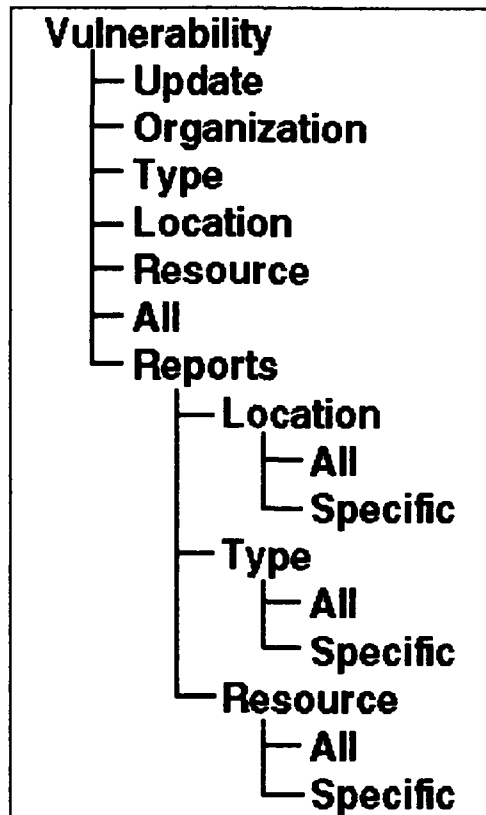 Vulnerability
Update
Organization
Type
Location
Resource
All
Reports
Location
All
Specific
Type
All
Specific
Resource
All
Specific